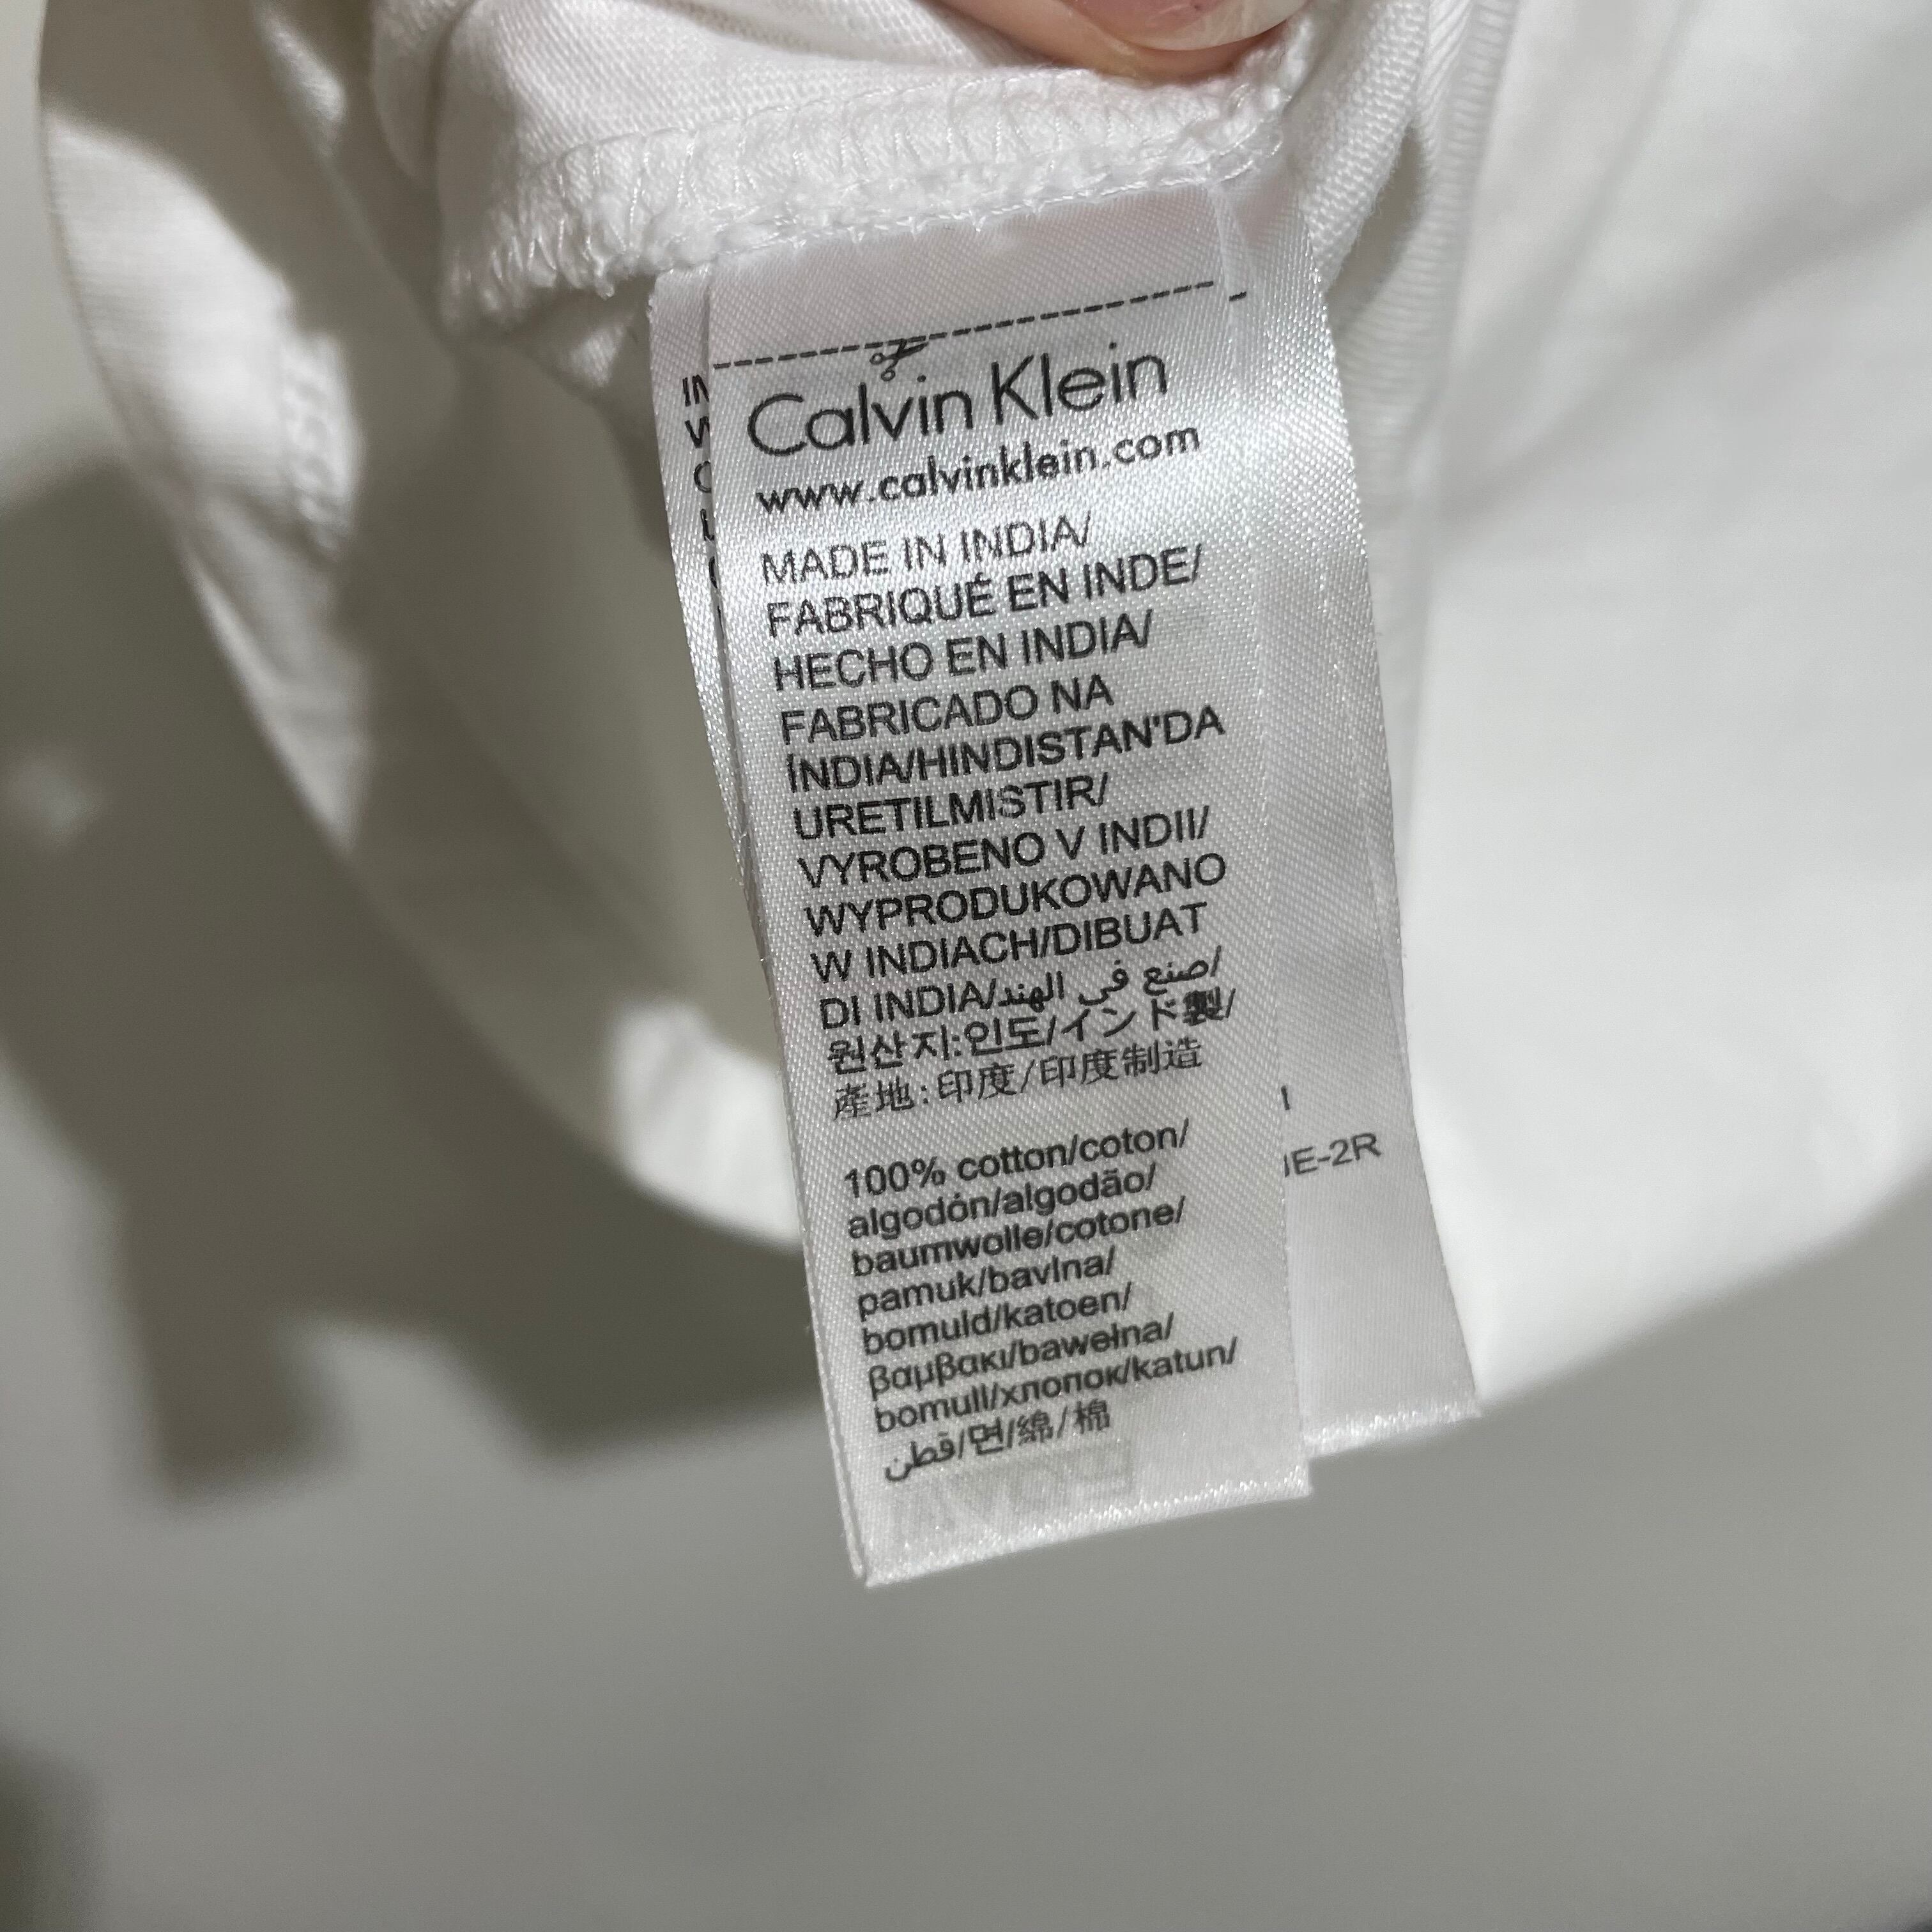 Calvin Klein
www.calvinklein.com
MADE IN INDIA/
FABRIQUÉ EN INDE/
HECHO EN INDIA/
FABRICADO NA
ÍNDIA/HINDISTAN'DA
URETILMISTIR/
VYROBENO V INDII/
WYPRODUKOWANO
W INDIACH/DIBUAT
DI INDIA/صنع في الهند/
원산지:인도/インド製/
産地:印度/印度制造
100% cotton/coton/
algodón/algodão/
baumwolle/cotone/
pamuk/bavlna/
bomuld/katoen/
βαμβακι/bawełna/
bomull/хлопок/katun/
قطن/면/綿/棉
E-2R